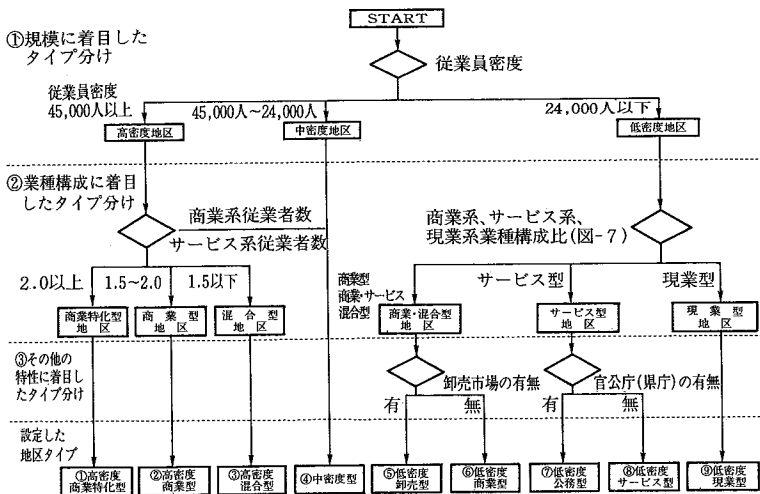 START
①規模に着目した
タイプ分け
従業員密度
従業員密度
45,000人以上
45,000人~24,000人
24,000人以下
高密度地区
中密度地区
低密度地区
②業種構成に着目
したタイプ分け
商業系従業者数
サービス系従業者数
商業系、サービス系、
現業系業種構成比(図-7)
2.0以上
1.5~2.0
1.5以下
商業型
商業・サービス
混合型
サービス型
現業型
商業特化型
地区
商業型
地区
混合型
地区
商業・混合型
地区
サービス型
地区
現業型
地区
③その他の
特性に着目し
たタイプ分け
卸売市場の有無
官公庁(県庁)の有無
有
無
有
無
設定した
地区タイプ
①高密度
商業特化型
②高密度
商業型
③高密度
混合型
④中密度型
⑤低密度
卸売型
⑥低密度
商業型
⑦低密度
公務型
⑧低密度
サービス型
⑨低密度
現業型